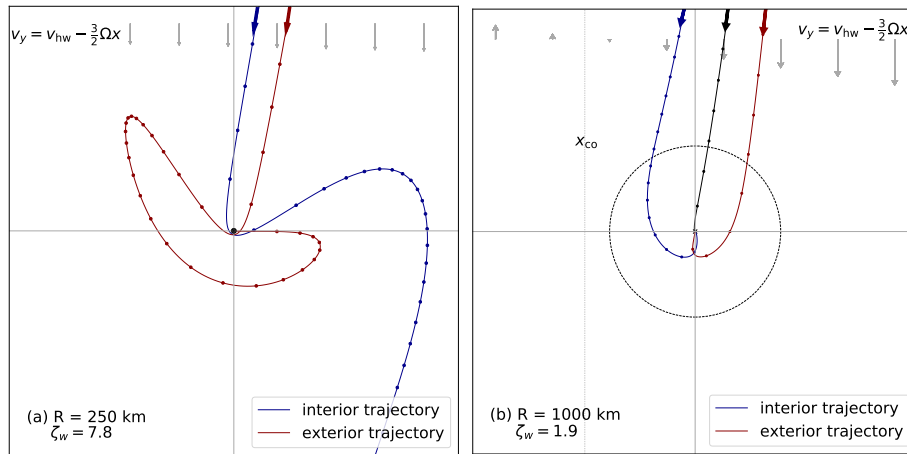 v_y = v_hw − 3/2 Ωx
(a) R = 250 km
ζ_w = 7.8
interior trajectory
exterior trajectory
v_y = v_hw − 3/2 Ωx
x_co
(b) R = 1000 km
ζ_w = 1.9
interior trajectory
exterior trajectory